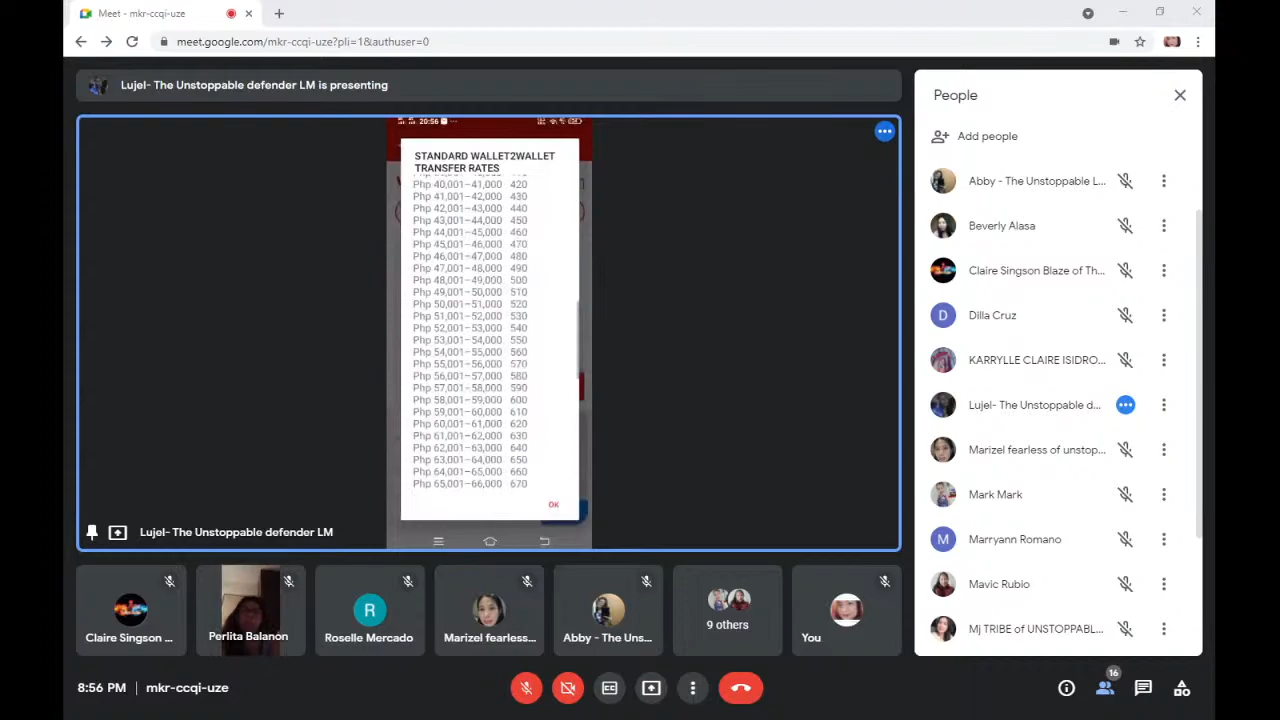 Meet - mkr-ccqi-uze
meet.google.com/mkr-ccqi-uze?pli=1&authuser=0
Lujel- The Unstoppable defender LM is presenting
20:56
STANDARD WALLET2WALLET
TRANSFER RATES
Php 40,001-41,000 420
Php 41,001-42,000 430
Php 42,001-43,000 440
Php 43,001-44,000 450
Php 44,001-45,000 460
Php 45,001-46,000 470
Php 46,001-47,000 480
Php 47,001-48,000 490
Php 48,001-49,000 500
Php 49,001-50,000 510
Php 50,001-51,000 520
Php 51,001-52,000 530
Php 52,001-53,000 540
Php 53,001-54,000 550
Php 54,001-55,000 560
Php 55,001-56,000 570
Php 56,001-57,000 580
Php 57,001-58,000 590
Php 58,001-59,000 600
Php 59,001-60,000 610
Php 60,001-61,000 620
Php 61,001-62,000 630
Php 62,001-63,000 640
Php 63,001-64,000 650
Php 64,001-65,000 660
Php 65,001-66,000 670
OK
Lujel- The Unstoppable defender LM
Claire Singson ...
Perlita Balanon
R
Roselle Mercado
Marizel fearless...
Abby - The Uns...
9 others
You
People
Add people
Abby - The Unstoppable L...
Beverly Alasa
Claire Singson Blaze of Th...
D
Dilla Cruz
KARRYLLE CLAIRE ISIDRO...
Lujel- The Unstoppable d...
Marizel fearless of unstop...
Mark Mark
M
Marryann Romano
Mavic Rubio
Mj TRIBE of UNSTOPPABL...
8:56 PM | mkr-ccqi-uze
16